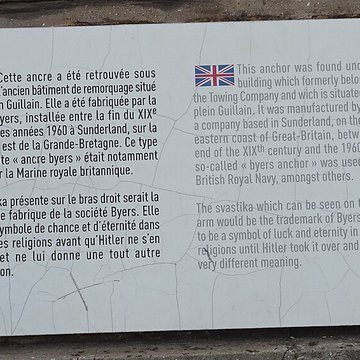 Cette ancre a été retrouvée sous
l'ancien bâtiment de remorquage situé
n Guillain. Elle a été fabriquée par la
yers, installée entre la fin du XIXe
es années 1960 à Sunderland, sur la
st de la Grande-Bretagne. Ce type
te « ancre byers » était notamment
r la Marine royale britannique.
ka présente sur le bras droit serait la
e fabrique de la société Byers. Elle
ymbole de chance et d'éternité dans
es religions avant qu'Hitler ne s'en
et ne lui donne une tout autre
on.
This anchor was found und
building which formerly belo
the Towing Company and wich is situate
plein Guillain. It was manufactured by
a company based in Sunderland, on the
eastern coast of Great-Britain, betw
end of the XIXth century and the 1960
so-called « byers anchor » was used
British Royal Navy, amongst others.
The svastika which can be seen on t
arm would be the trademark of Byers
to be a symbol of luck and eternity in
religions until Hitler took it over and
very different meaning.